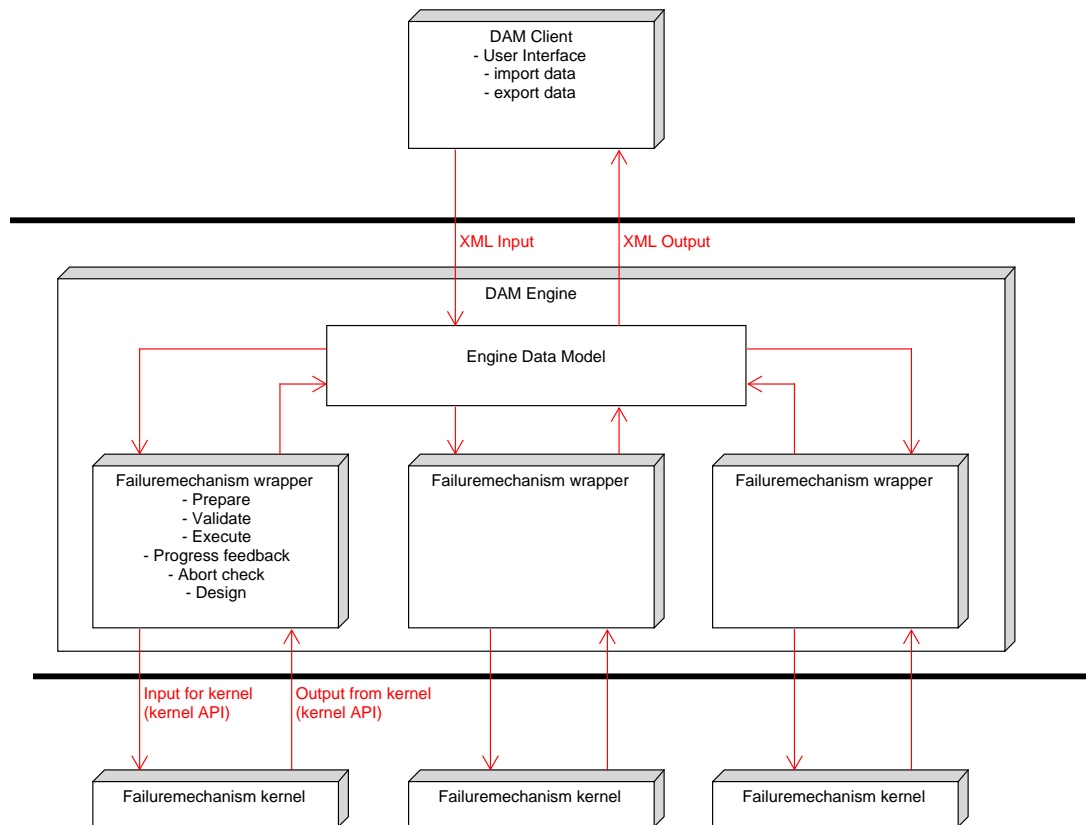 DAM Client
- User Interface
- import data
- export data
XML Input
XML Output
DAM Engine
Engine Data Model
Failuremechanism wrapper
- Prepare
- Validate
- Execute
- Progress feedback
- Abort check
- Design
Failuremechanism wrapper
Failuremechanism wrapper
Input for kernel
(kernel API)
Output from kernel
(kernel API)
Failuremechanism kernel
Failuremechanism kernel
Failuremechanism kernel